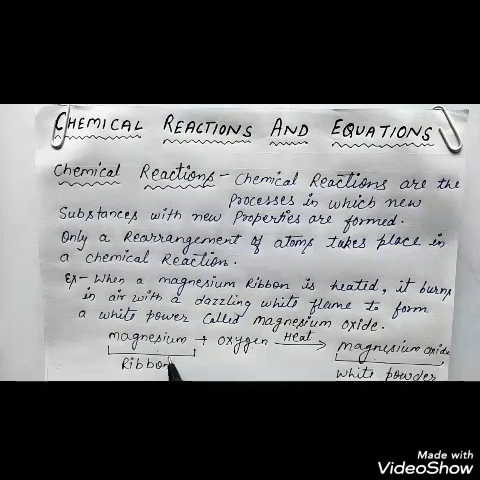 CHEMICAL REACTIONS AND EQUATIONS
Chemical Reactions - Chemical Reactions are the
Processes in which new
Substances with new Properties are formed.
Only a Rearrangement of atoms takes place in
a chemical Reaction.
Ex - When a magnesium Ribbon is heated, it burns
in air with a dazzling white flame to form
a white power called magnesium oxide.
magnesium + oxygen Heat → magnesium oxide
Ribbon white powder
Made with
VideoShow